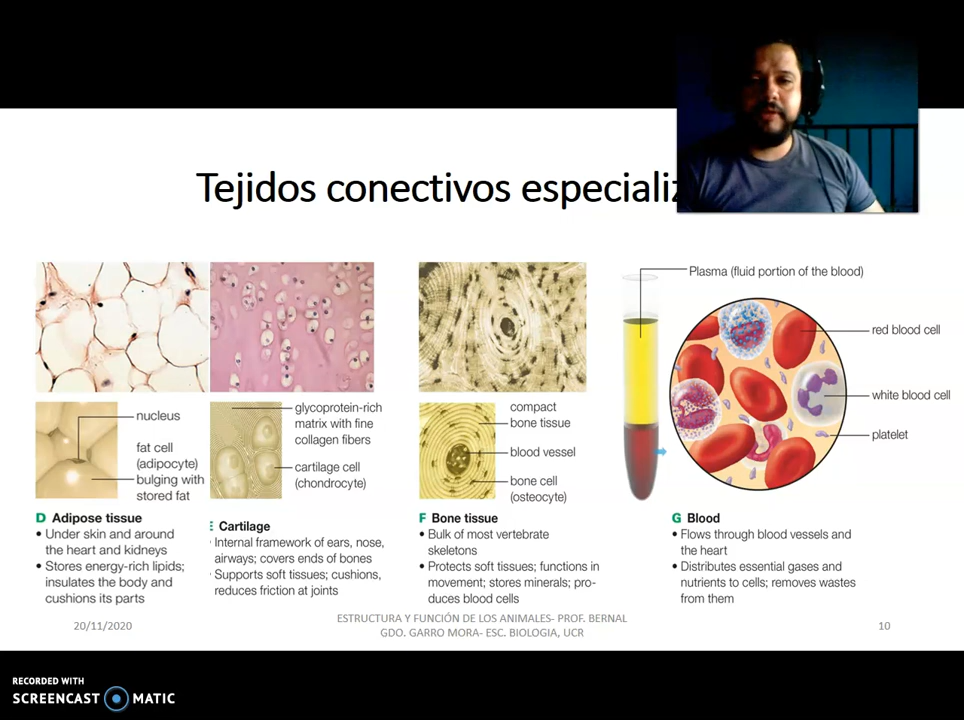 Tejidos conectivos especializ
Plasma (fluid portion of the blood)
red blood cell
white blood cell
platelet
nucleus
fat cell
(adipocyte)
bulging with
stored fat
glycoprotein-rich
matrix with fine
collagen fibers
cartilage cell
(chondrocyte)
compact
bone tissue
blood vessel
bone cell
(osteocyte)
D Adipose tissue
• Under skin and around
the heart and kidneys
• Stores energy-rich lipids;
insulates the body and
cushions its parts
E Cartilage
Internal framework of ears, nose,
airways; covers ends of bones
Supports soft tissues; cushions,
reduces friction at joints
F Bone tissue
• Bulk of most vertebrate
skeletons
• Protects soft tissues; functions in
movement; stores minerals; pro-
duces blood cells
G Blood
• Flows through blood vessels and
the heart
• Distributes essential gases and
nutrients to cells; removes wastes
from them
20/11/2020
ESTRUCTURA Y FUNCIÓN DE LOS ANIMALES- PROF. BERNAL
GDO. GARRO MORA- ESC. BIOLOGIA, UCR
10
RECORDED WITH
SCREENCAST MATIC